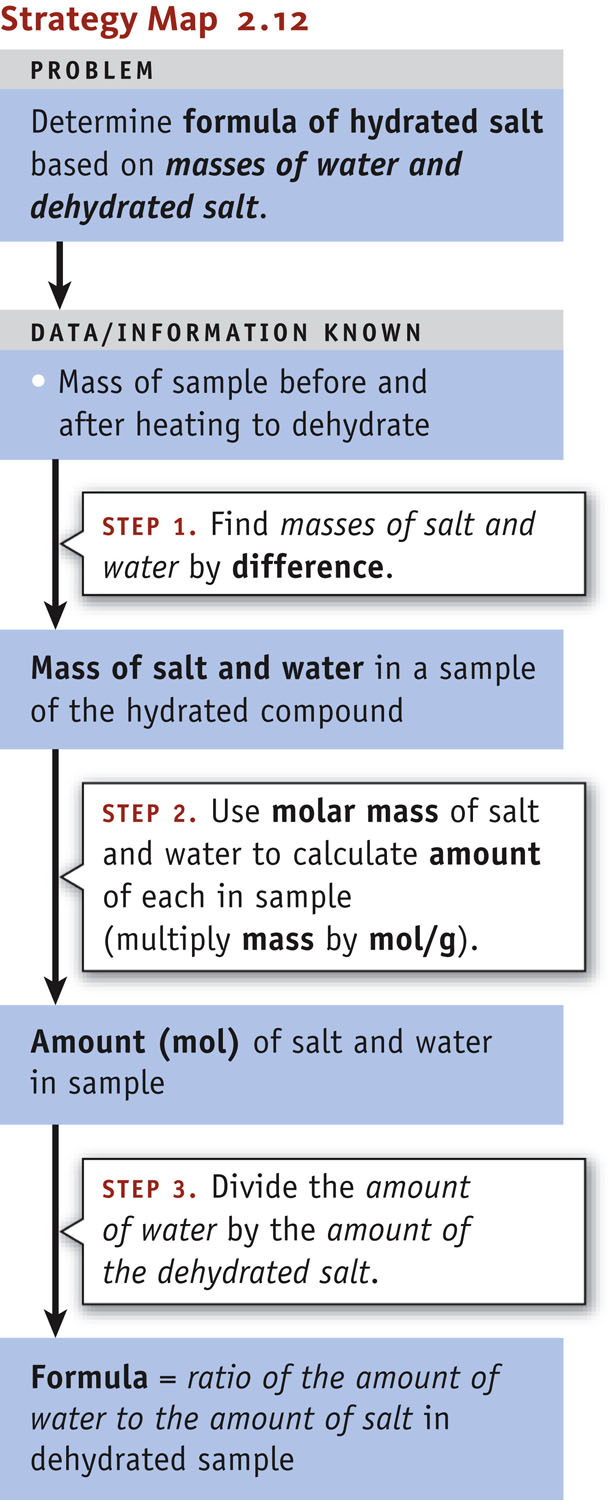 Strategy Map 2.12
PROBLEM
Determine formula of hydrated salt
based on masses of water and
dehydrated salt.
DATA/INFORMATION KNOWN
• Mass of sample before and
after heating to dehydrate
STEP 1. Find masses of salt and
water by difference.
Mass of salt and water in a sample
of the hydrated compound
STEP 2. Use molar mass of salt
and water to calculate amount
of each in sample
(multiply mass by mol/g).
Amount (mol) of salt and water
in sample
STEP 3. Divide the amount
of water by the amount of
the dehydrated salt.
Formula = ratio of the amount of
water to the amount of salt in
dehydrated sample